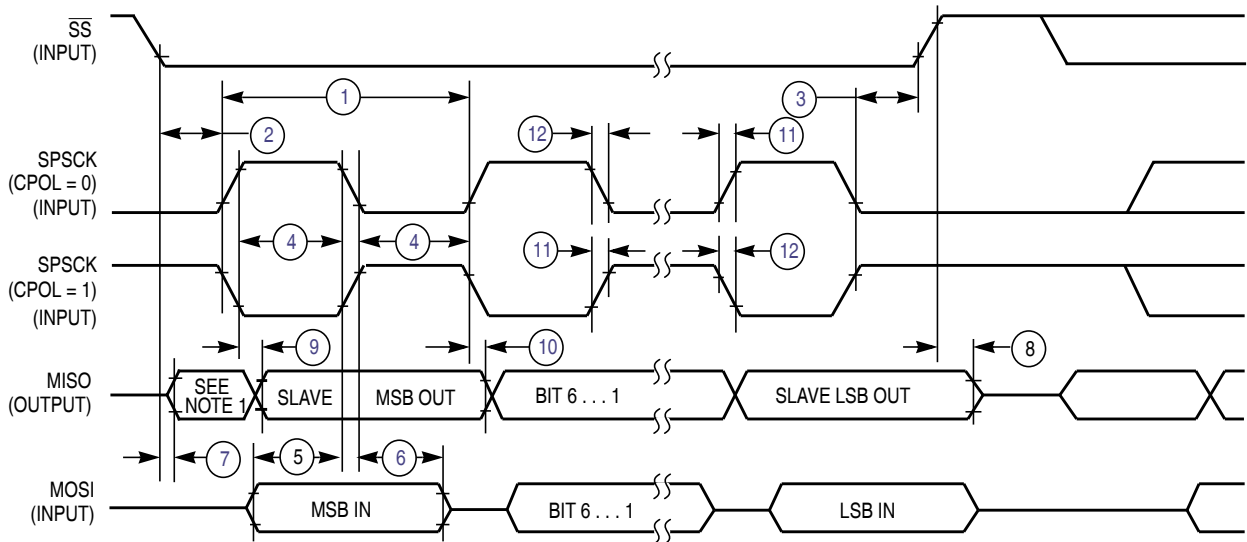 SS
(INPUT)
1
3
2
12
11
SPSCK
(CPOL = 0)
(INPUT)
4
4
11
12
SPSCK
(CPOL = 1)
(INPUT)
9
10
8
MISO
(OUTPUT)
SEE
NOTE 1
SLAVE
MSB OUT
BIT 6 . . . 1
SLAVE LSB OUT
7
5
6
MOSI
(INPUT)
MSB IN
BIT 6 . . . 1
LSB IN